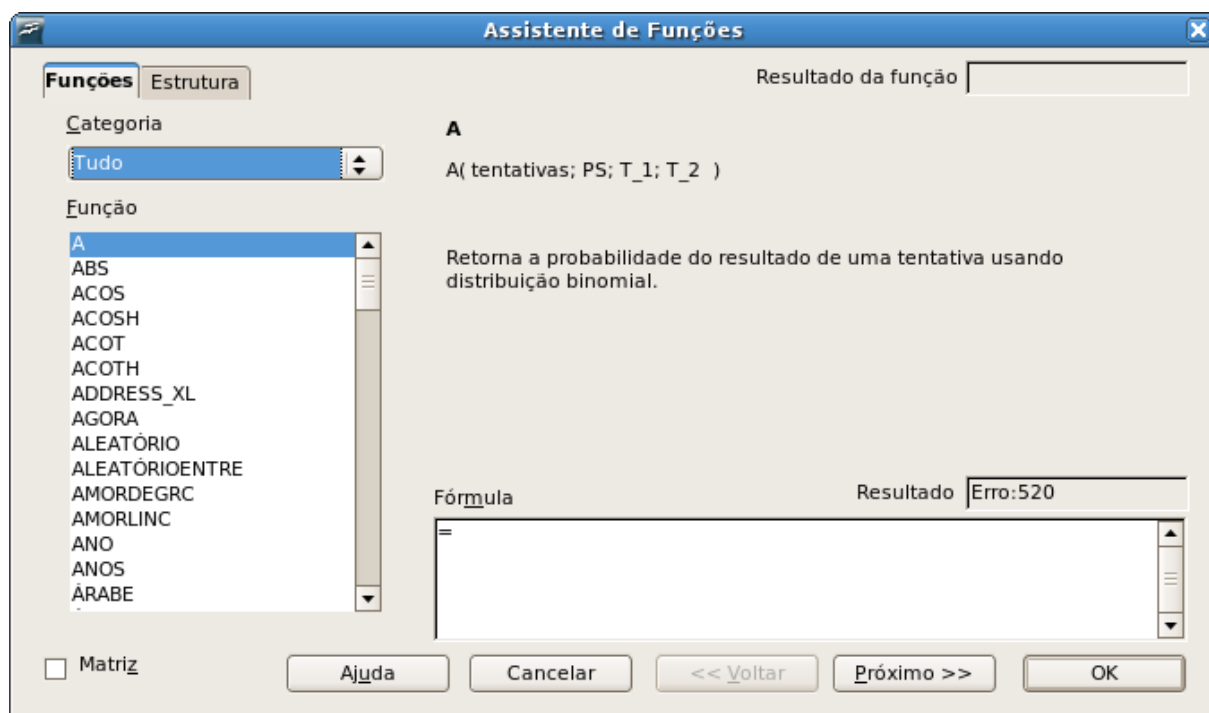 Assistente de Funções
Funções Estrutura
Resultado da função
Categoria
Tudo
Função
A
ABS
ACOS
ACOSH
ACOT
ACOTH
ADDRESS_XL
AGORA
ALEATÓRIO
ALEATÓRIOENTRE
AMORDEGRC
AMORLINC
ANO
ANOS
ÁRABE
A
A( tentativas; PS; T_1; T_2 )
Retorna a probabilidade do resultado de uma tentativa usando
distribuição binomial.
Fórmula
Resultado Erro:520
=
Matriz
Ajuda
Cancelar
<< Voltar
Próximo >>
OK